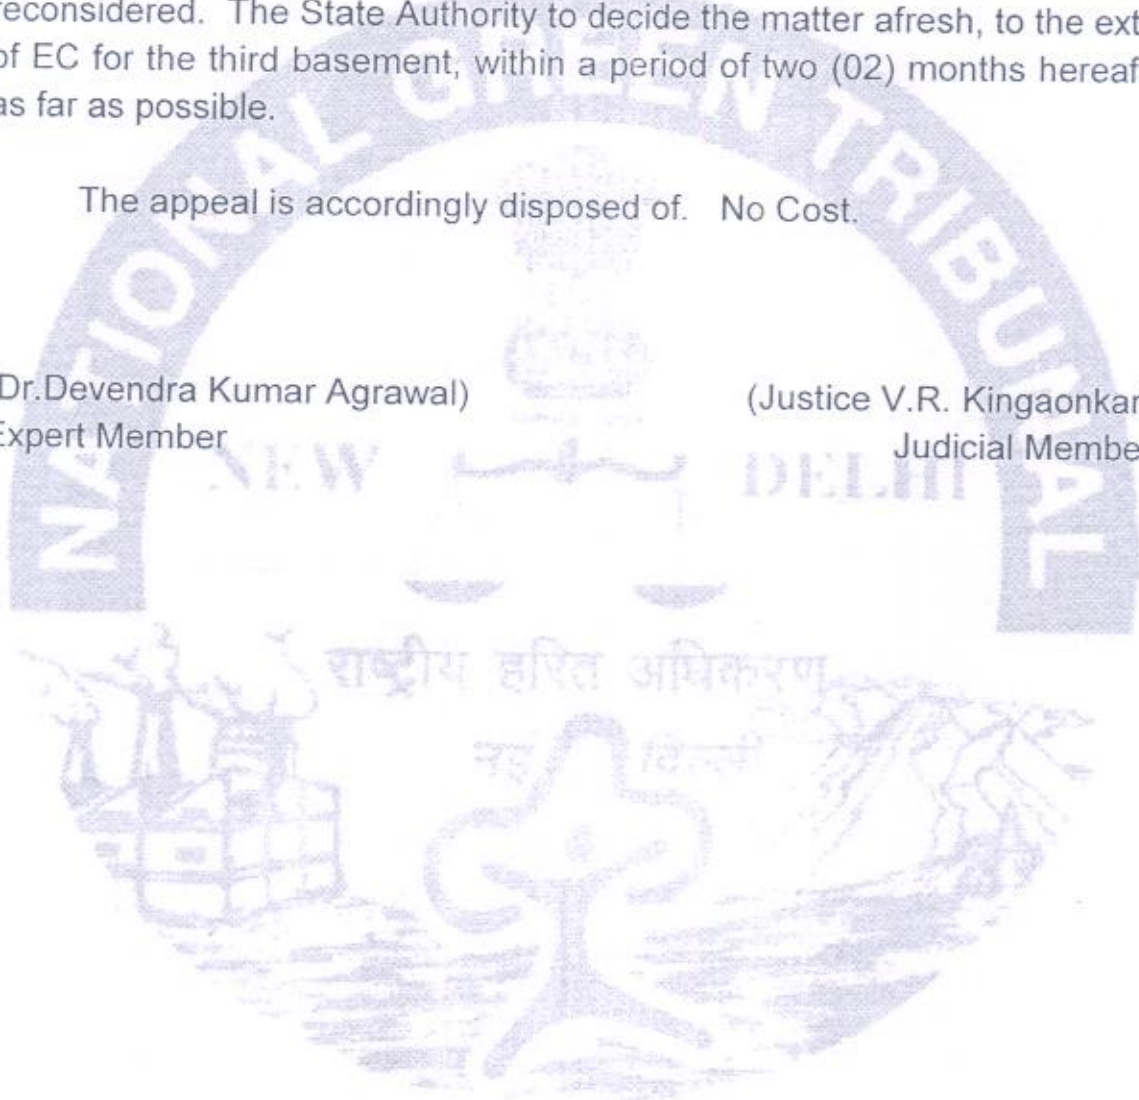 reconsidered. The State Authority to decide the matter afresh, to the ext
of EC for the third basement, within a period of two (02) months hereaf
as far as possible.
The appeal is accordingly disposed of. No Cost.
(Dr.Devendra Kumar Agrawal)
Expert Member
(Justice V.R. Kingaonkar
Judicial Membe
NATIONAL GREEN TRIBUNAL
NEW DELHI
राष्ट्रीय हरित अधिकरण
नई दिल्ली